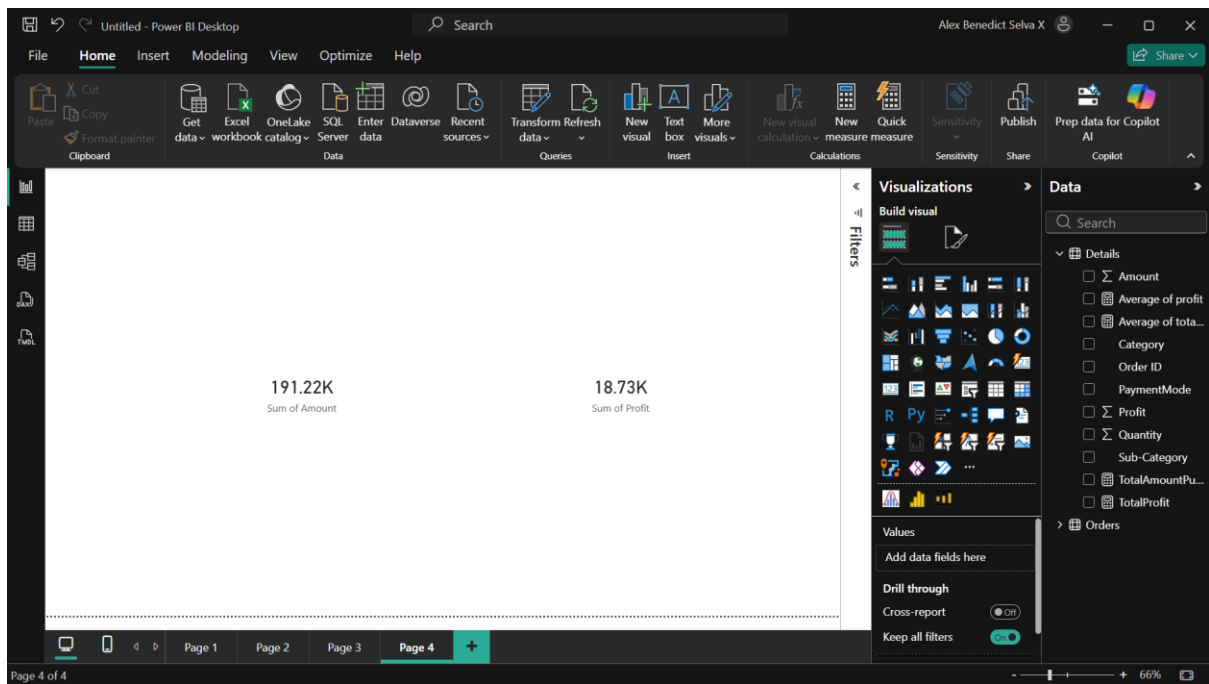 Untitled - Power BI Desktop
Search
Alex Benedict Selva X
File Home Insert Modeling View Optimize Help
Share
Paste
Cut
Copy
Format painter
Clipboard
Get data
Excel workbook
OneLake catalog
SQL Server
Enter data
Dataverse
Recent sources
Data
Transform data
Refresh
Queries
New visual
Text box
More visuals
Insert
New visual calculation
New measure
Quick measure
Calculations
Sensitivity
Sensitivity
Publish
Share
Prep data for AI
Copilot
Copilot
191.22K
Sum of Amount
18.73K
Sum of Profit
Filters
Visualizations
Build visual
123
R Py
Values
Add data fields here
Drill through
Cross-report
Off
Keep all filters
On
Data
Search
Details
Amount
Average of profit
Average of tota...
Category
Order ID
PaymentMode
Profit
Quantity
Sub-Category
TotalAmountPu...
TotalProfit
Orders
DAX
TMDL
Page 1 Page 2 Page 3 Page 4
Page 4 of 4
66%